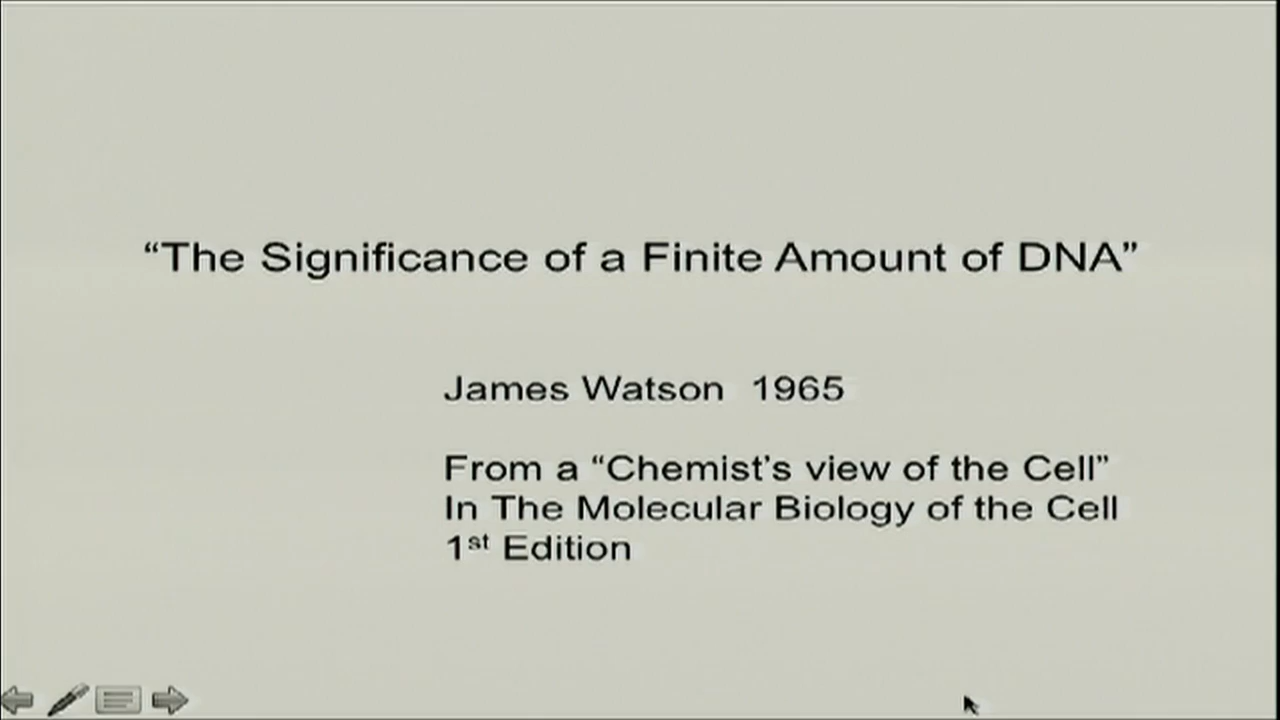 “The Significance of a Finite Amount of DNA”
James Watson 1965
From a “Chemist’s view of the Cell”
In The Molecular Biology of the Cell
1st Edition